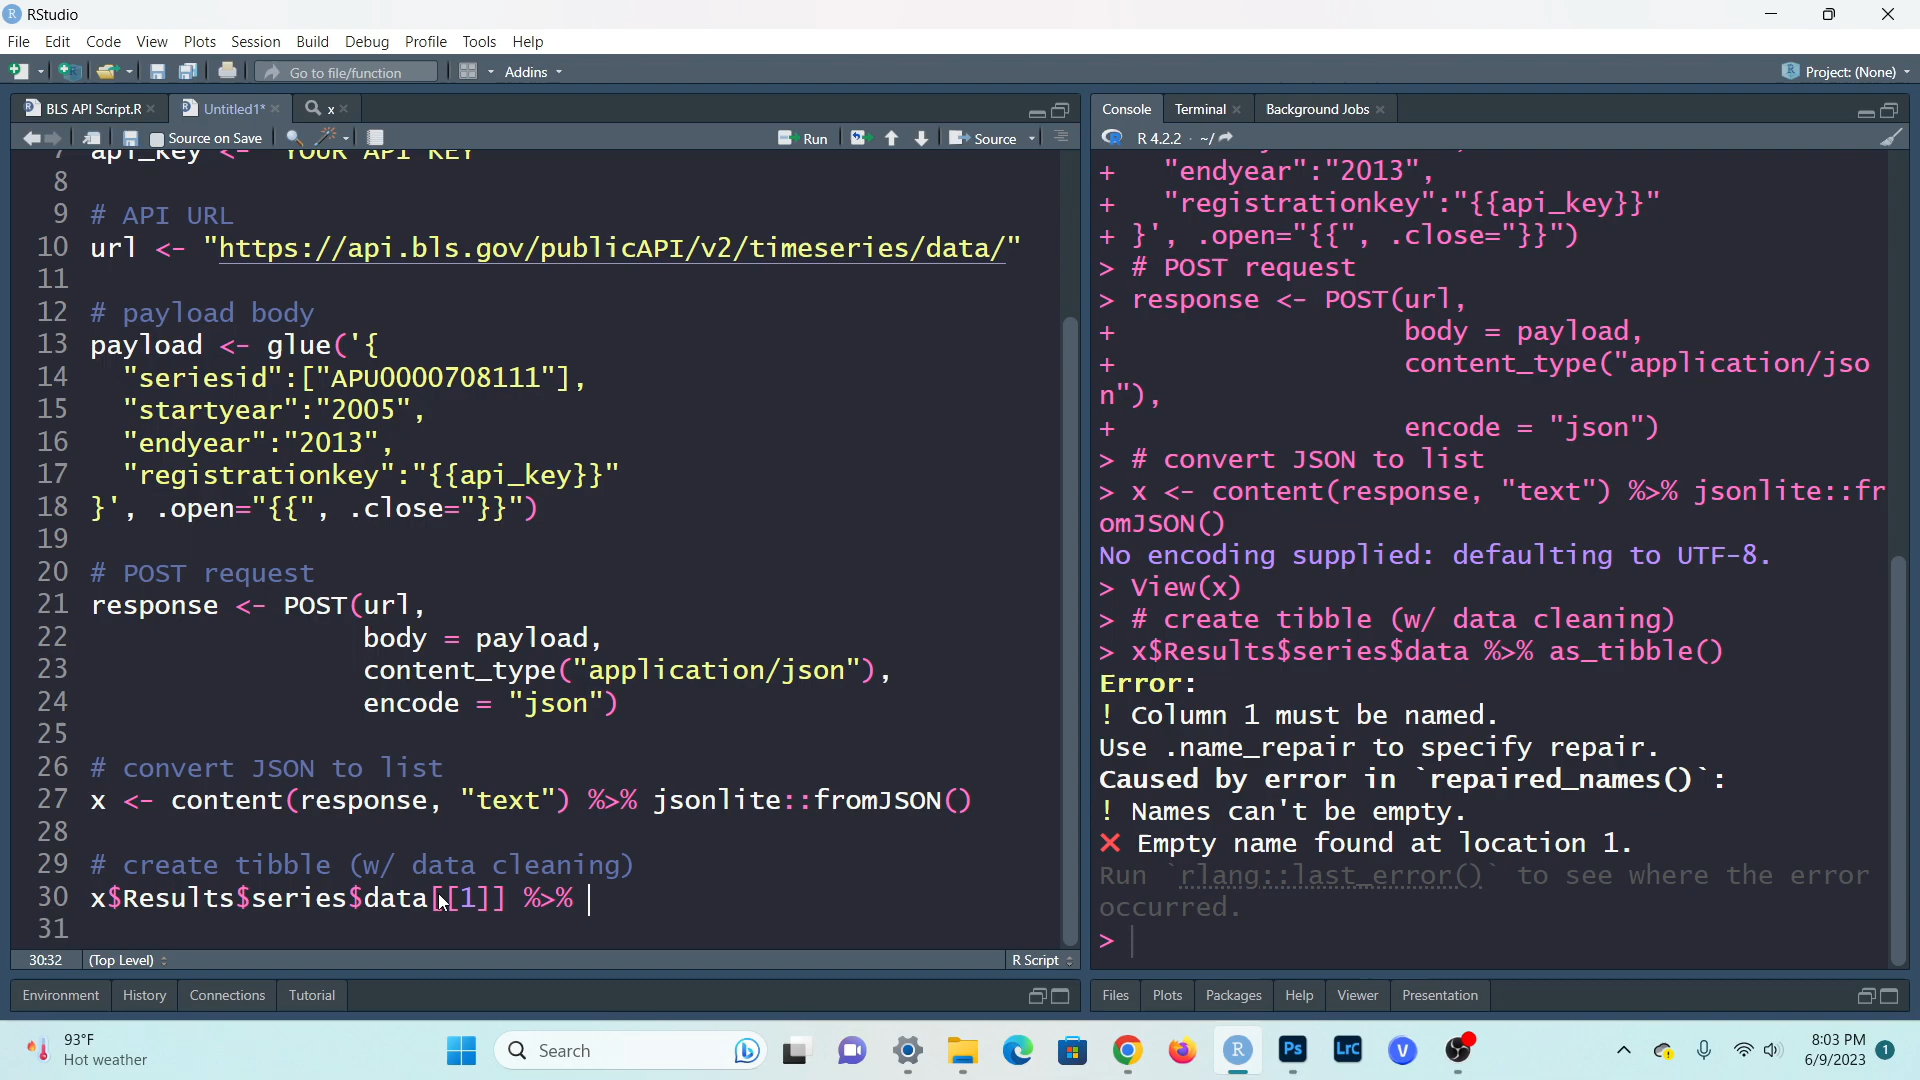 RStudio
File Edit Code View Plots Session Build Debug Profile Tools Help
Go to file/function Addins Project: (None)
BLS API Script.R Untitled1* x
Source on Save Run Source
7 api_key <- "YOUR API KEY"
8
9 # API URL
10 url <- "https://api.bls.gov/publicAPI/v2/timeseries/data/"
11
12 # payload body
13 payload <- glue('{
14 "seriesid":["APU0000708111"],
15 "startyear":"2005",
16 "endyear":"2013",
17 "registrationkey":"{{api_key}}"
18 }', .open="{{", .close="}}")
19
20 # POST request
21 response <- POST(url,
22 body = payload,
23 content_type("application/json"),
24 encode = "json")
25
26 # convert JSON to list
27 x <- content(response, "text") %>% jsonlite::fromJSON()
28
29 # create tibble (w/ data cleaning)
30 x$Results$series$data[[1]] %>%
31
30:32 (Top Level) R Script
Environment History Connections Tutorial
Console Terminal Background Jobs
R 4.2.2 · ~/
+ "endyear":"2013",
+ "registrationkey":"{{api_key}}"
+ }', .open="{{", .close="}}")
> # POST request
> response <- POST(url,
+ body = payload,
+ content_type("application/jso
n"),
+ encode = "json")
> # convert JSON to list
> x <- content(response, "text") %>% jsonlite::fr
omJSON()
No encoding supplied: defaulting to UTF-8.
> View(x)
> # create tibble (w/ data cleaning)
> x$Results$series$data %>% as_tibble()
Error:
! Column 1 must be named.
Use .name_repair to specify repair.
Caused by error in `repaired_names()`:
! Names can't be empty.
✖ Empty name found at location 1.
Run `rlang::last_error()` to see where the error
occurred.
>
Files Plots Packages Help Viewer Presentation
93°F
Hot weather
Search
Ps LrC V
8:03 PM
6/9/2023
1